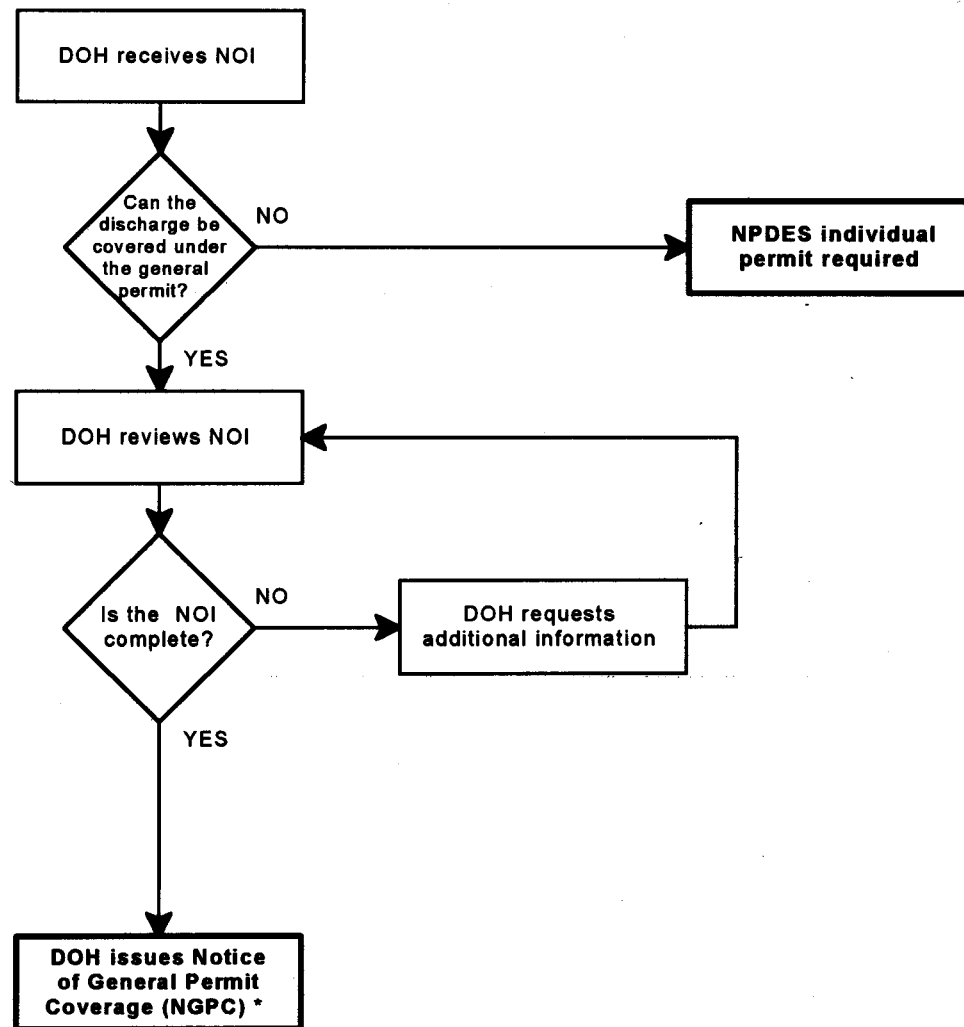 DOH receives NOI
Can the
discharge be
covered under
the general
permit?
NO
NPDES individual
permit required
YES
DOH reviews NOI
Is the NOI
complete?
NO
DOH requests
additional information
YES
DOH issues Notice
of General Permit
Coverage (NGPC) *